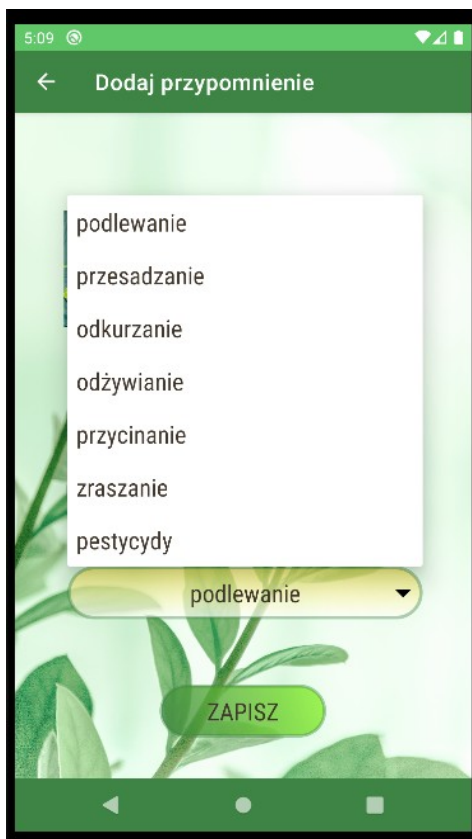 5:09
Dodaj przypomnienie
podlewanie
przesadzanie
odkurzanie
odżywianie
przycinanie
zraszanie
pestycydy
podlewanie
ZAPISZ